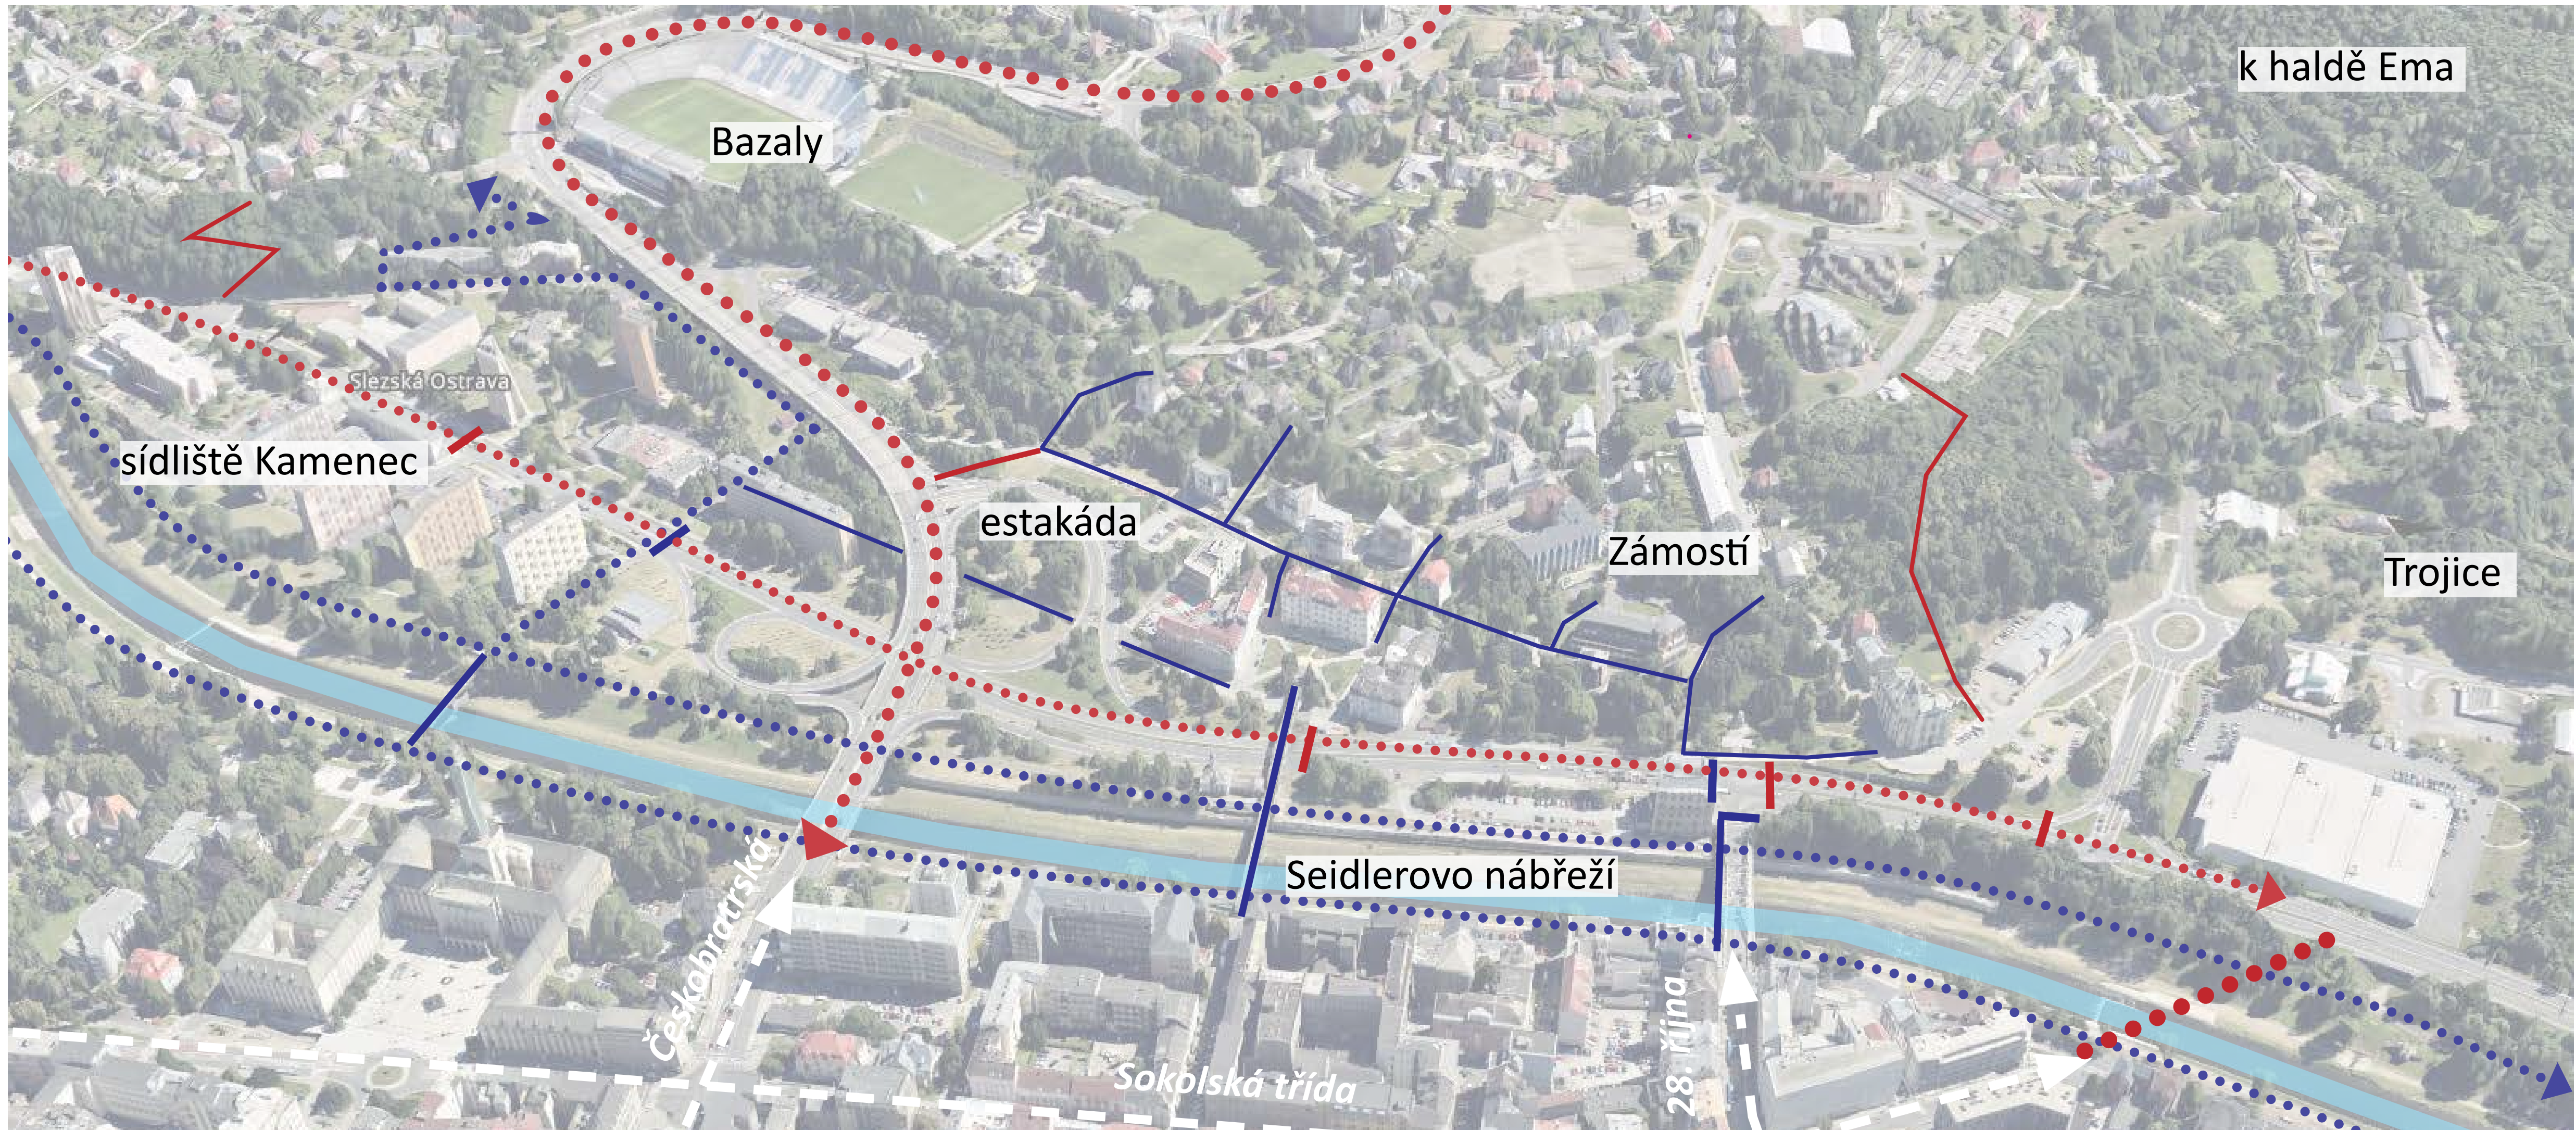 k haldě Ema
Bazaly
Slezská Ostrava
sídliště Kamenec
estakáda
Zámostí
Trojice
Seidlerovo nábřeží
Českobratrská
28. října
Sokolská třída